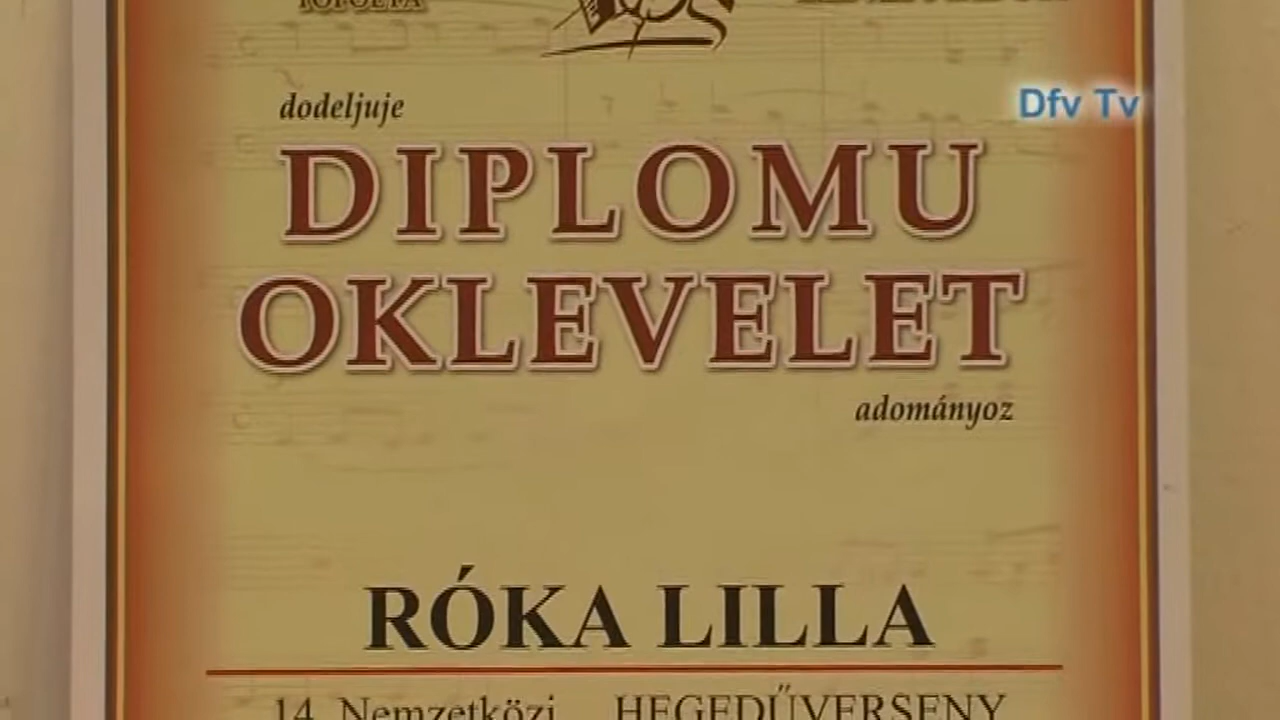 dodeljuje
Dfv Tv
DIPLOMU
OKLEVELET
adományoz
RÓKA LILLA
14. Nemzetközi HEGEDŰVERSENY